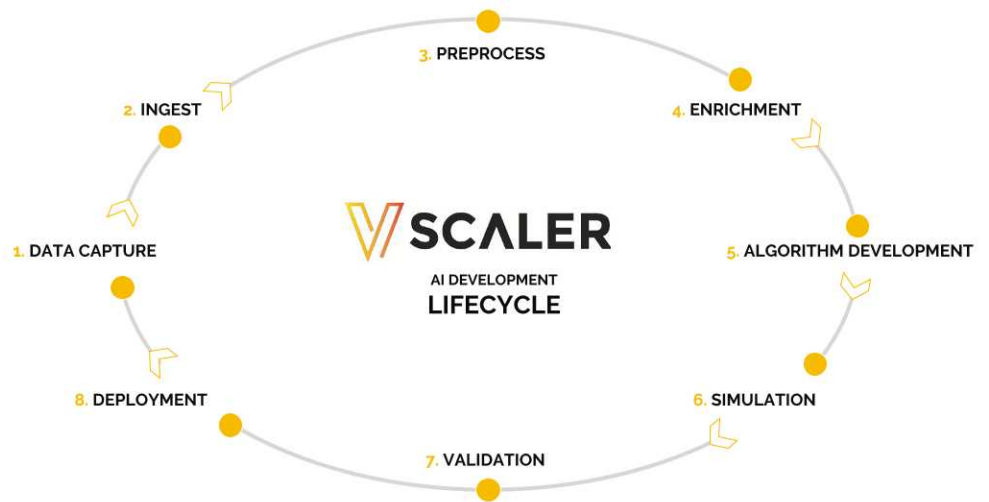 3. PREPROCESS
2. INGEST
4. ENRICHMENT
V SCALER
1. DATA CAPTURE
5. ALGORITHM DEVELOPMENT
AI DEVELOPMENT
LIFECYCLE
8. DEPLOYMENT
6. SIMULATION
7. VALIDATION